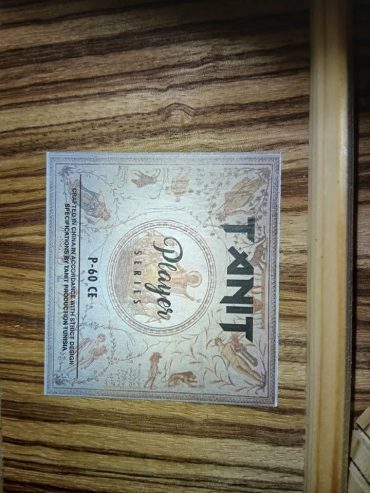 TANIT
Player
SERIES
P-60 CE
CRAFTED IN CHINA IN ACCORDANCE WITH STRICT DESIGN
SPECIFICATIONS BY TANIT PRODUCTION TUNISIA